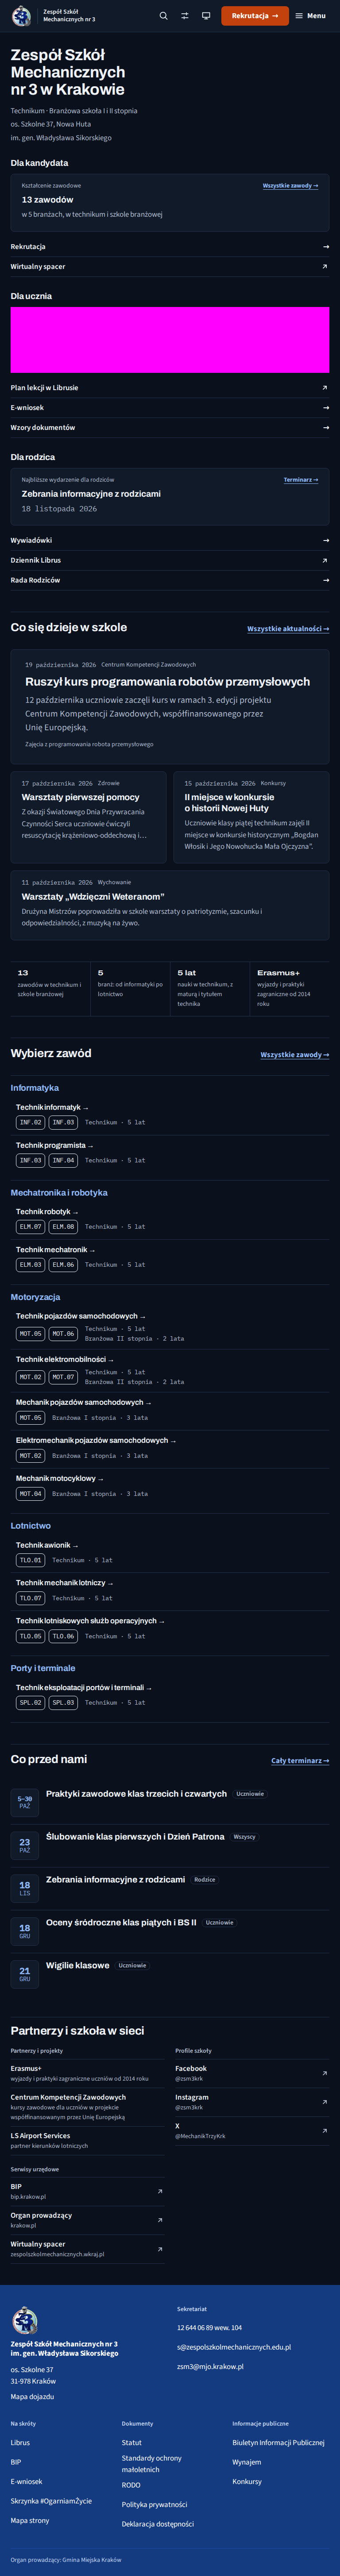 Zespół Szkół
Mechanicznych nr 3
Rekrutacja →
Menu
Zespół Szkół
Mechanicznych
nr 3
Technikum · Branżowa szkoła I i II stopnia
os. Szkolne 37, Nowa Huta
im. gen. Władysława Sikorskiego
Dla kandydata
Kształcenie zawodowe
Wszystkie zawody →
13 zawodów
w 5 branżach, w technikum i szkole branżowej
Rekrutacja →
Wirtualny spacer ↗
Dla ucznia
Plan lekcji w Librusie ↗
E-wniosek →
Wzory dokumentów →
Dla rodzica
Najbliższe wydarzenie dla rodziców
Terminarz →
Zebrania informacyjne z rodzicami
18 listopada 2026
Wywiadówki →
Dziennik Librus ↗
Rada Rodziców →
Co się dzieje w szkole
Wszystkie aktualności →
19 października 2026 Centrum Kompetencji Zawodowych
Ruszył kurs programowania robotów przemysłowych
12 października uczniowie zaczęli kurs w ramach 3. edycji projektu
Centrum Kompetencji Zawodowych, współfinansowanego przez
Unię Europejską.
Zajęcia z programowania robota przemysłowego
17 października 2026 Zdrowie
Warsztaty pierwszej pomocy
Z okazji Światowego Dnia Przywracania
Czynności Serca uczniowie ćwiczyli
resuscytację krążeniowo-oddechową i…
15 października 2026 Konkursy
II miejsce w konkursie
o historii Nowej Huty
Uczniowie klasy piątej technikum zajęli II
miejsce w konkursie historycznym „Bogdan
Włosik i Jego Nowohucka Mała Ojczyzna”.
11 października 2026 Wychowanie
Warsztaty „Wdzięczni Weteranom”
Drużyna Mistrzów poprowadziła w szkole warsztaty o patriotyzmie, szacunku i
odpowiedzialności, z muzyką na żywo.
13
zawodów w technikum i
szkole branżowej
5
branż: od informatyki po
lotnictwo
5 lat
nauki w technikum, z
maturą i tytułem
technika
Erasmus+
wyjazdy i praktyki
zagraniczne od 2014
roku
Wybierz zawód
Wszystkie zawody →
Informatyka
Technik informatyk →
INF.02 INF.03 Technikum · 5 lat
Technik programista →
INF.03 INF.04 Technikum · 5 lat
Mechatronika i robotyka
Technik robotyk →
ELM.07 ELM.08 Technikum · 5 lat
Technik mechatronik →
ELM.03 ELM.06 Technikum · 5 lat
Motoryzacja
Technik pojazdów samochodowych →
MOT.05 MOT.06 Technikum · 5 lat
Branżowa II stopnia · 2 lata
Technik elektromobilności →
MOT.02 MOT.07 Technikum · 5 lat
Branżowa II stopnia · 2 lata
Mechanik pojazdów samochodowych →
MOT.05 Branżowa I stopnia · 3 lata
Elektromechanik pojazdów samochodowych →
MOT.02 Branżowa I stopnia · 3 lata
Mechanik motocyklowy →
MOT.04 Branżowa I stopnia · 3 lata
Lotnictwo
Technik awionik →
TLO.01 Technikum · 5 lat
Technik mechanik lotniczy →
TLO.07 Technikum · 5 lat
Technik lotniskowych służb operacyjnych →
TLO.05 TLO.06 Technikum · 5 lat
Porty i terminale
Technik eksploatacji portów i terminali →
SPL.02 SPL.03 Technikum · 5 lat
Co przed nami
Cały terminarz →
5–30
PAŹ
Praktyki zawodowe klas trzecich i czwartych Uczniowie
23
PAŹ
Ślubowanie klas pierwszych i Dzień Patrona Wszyscy
18
LIS
Zebrania informacyjne z rodzicami Rodzice
18
GRU
Oceny śródroczne klas piątych i BS II Uczniowie
21
GRU
Wigilie klasowe Uczniowie
Partnerzy i szkoła w sieci
Partnerzy i projekty
Erasmus+
wyjazdy i praktyki zagraniczne uczniów od 2014 roku
Centrum Kompetencji Zawodowych
kursy zawodowe dla uczniów w projekcie
współfinansowanym przez Unię Europejską
LS Airport Services
partner kierunków lotniczych
Serwisy urzędowe
BIP
bip.krakow.pl
Organ prowadzący
krakow.pl
Wirtualny spacer
zespolszkolmechanicznych.wkraj.pl
Profile szkoły
Facebook
@zsm3krk
Instagram
@zsm3krk
X
@MechanikTrzyKrk
Zespół Szkół Mechanicznych nr 3
im. gen. Władysława Sikorskiego
os. Szkolne 37
31-978 Kraków
Mapa dojazdu
Sekretariat
12 644 06 89 wew. 104
s@zespolszkolmechanicznych.edu.pl
zsm3@mjo.krakow.pl
Na skróty
Librus
BIP
E-wniosek
Skrzynka #OgarniamŻycie
Mapa strony
Dokumenty
Statut
Standardy ochrony
małoletnich
RODO
Polityka prywatności
Deklaracja dostępności
Informacje publiczne
Biuletyn Informacji Publicznej
Wynajem
Konkursy
Organ prowadzący: Gmina Miejska Kraków